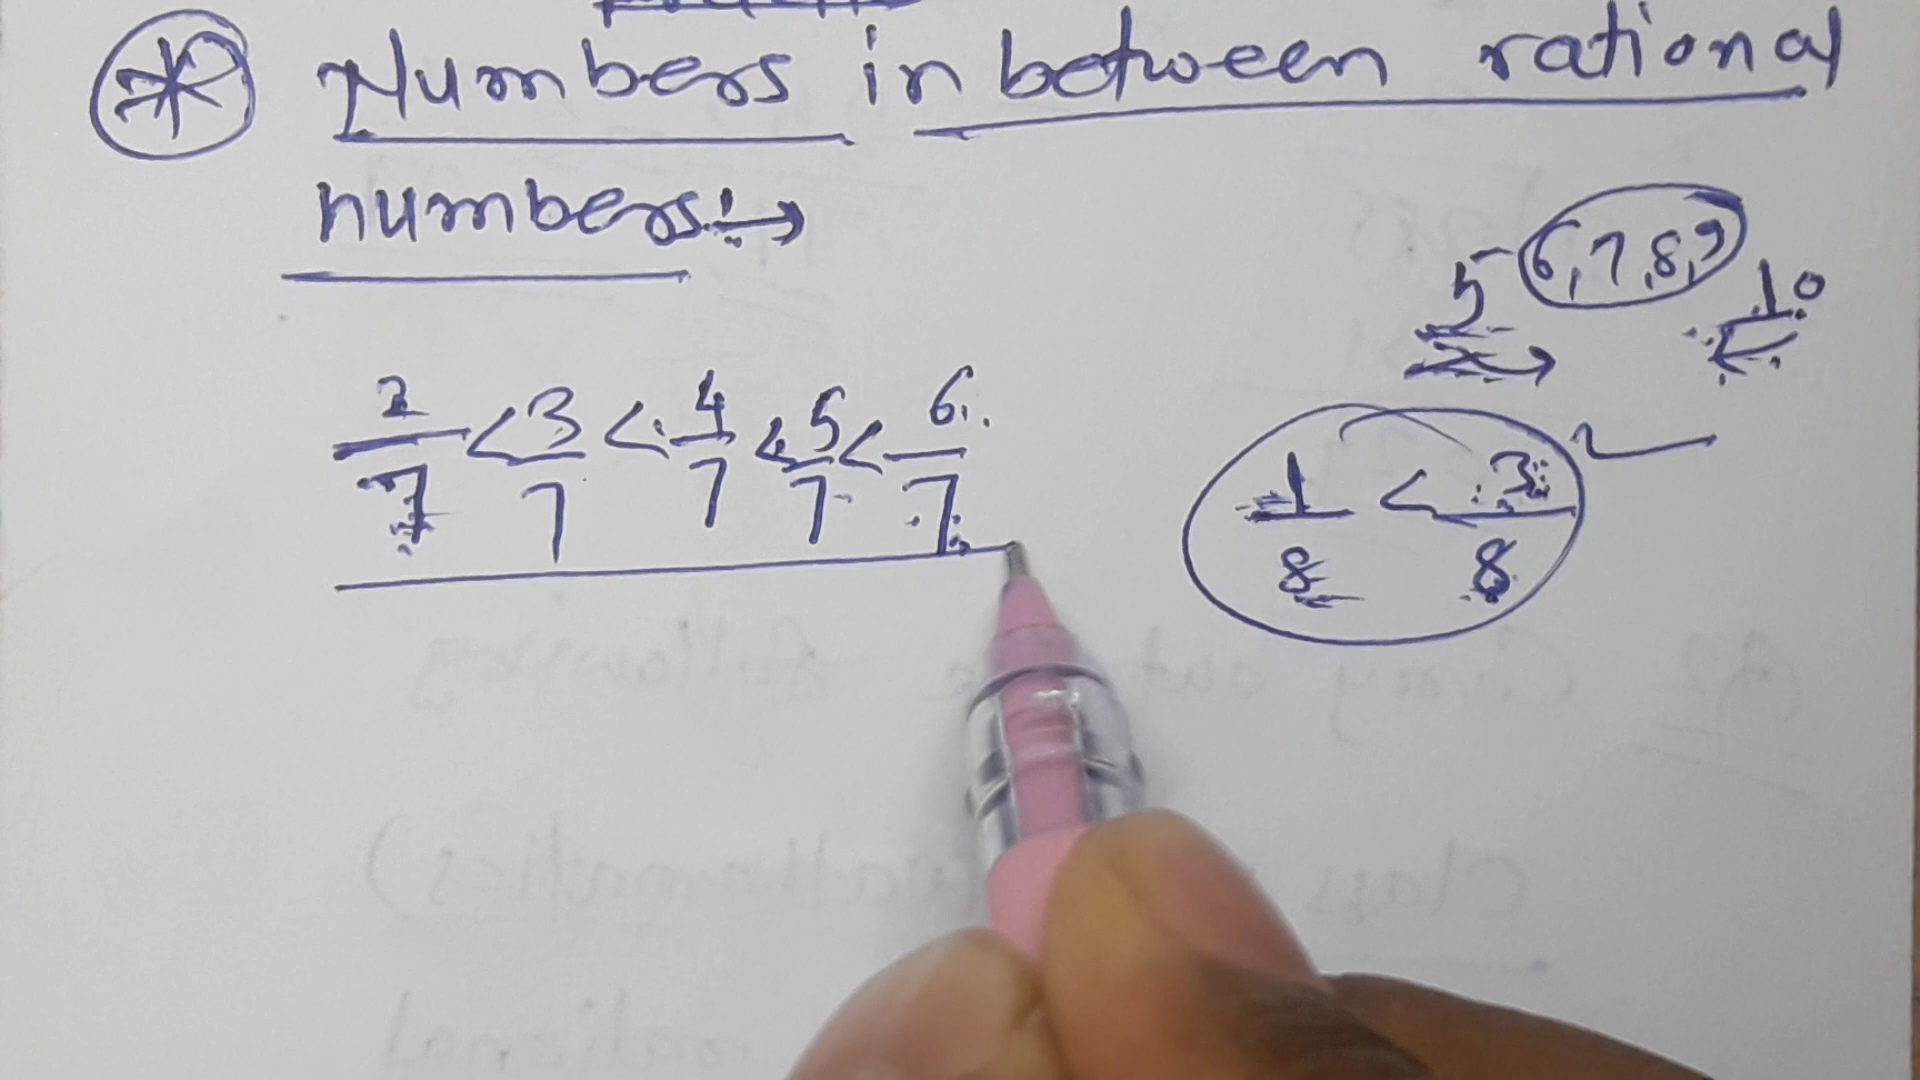 Numbers in between rational
numbers:→
5 6,7,8,9 10
2/7 < 3/7 < 4/7 < 5/7 < 6/7
1/8 < 3/8